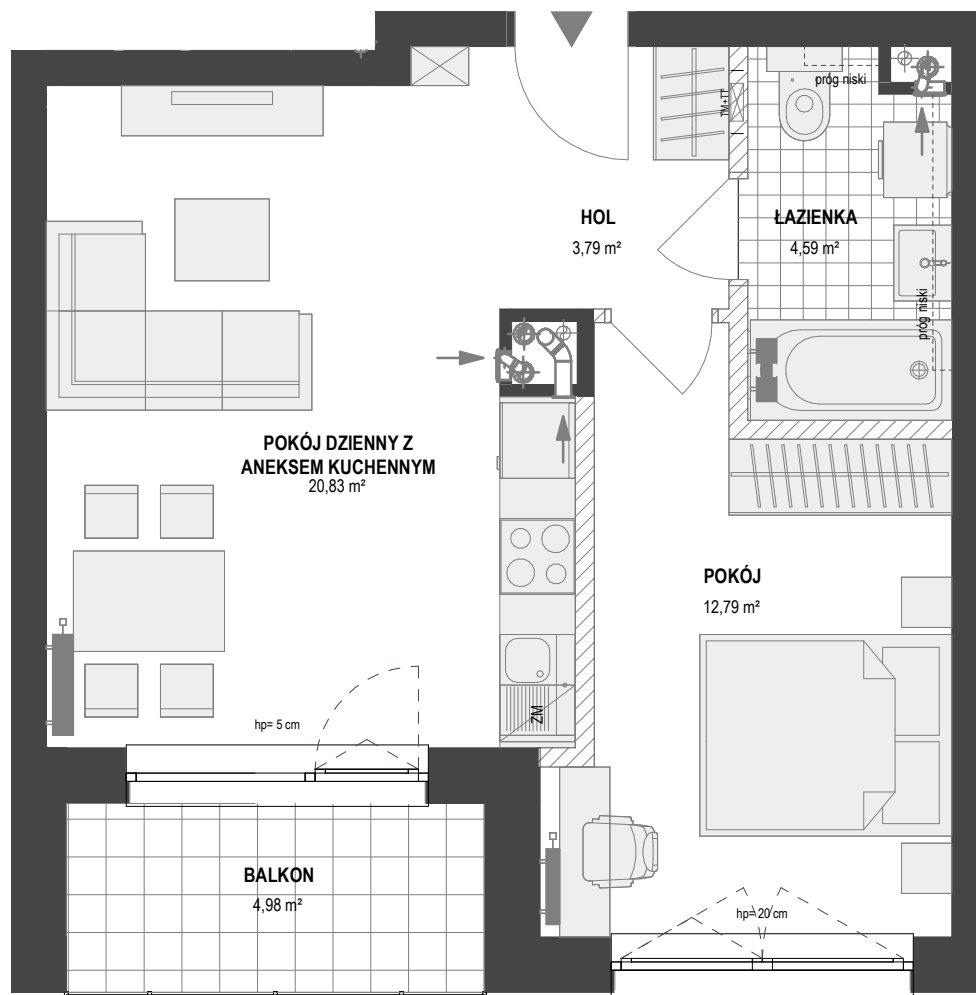 próg niski
TM+TT
HOL
3,79 m²
ŁAZIENKA
4,59 m²
próg niski
POKÓJ DZIENNY Z
ANEKSEM KUCHENNYM
20,83 m²
POKÓJ
12,79 m²
ZM
hp= 5 cm
BALKON
4,98 m²
hp= 20 cm